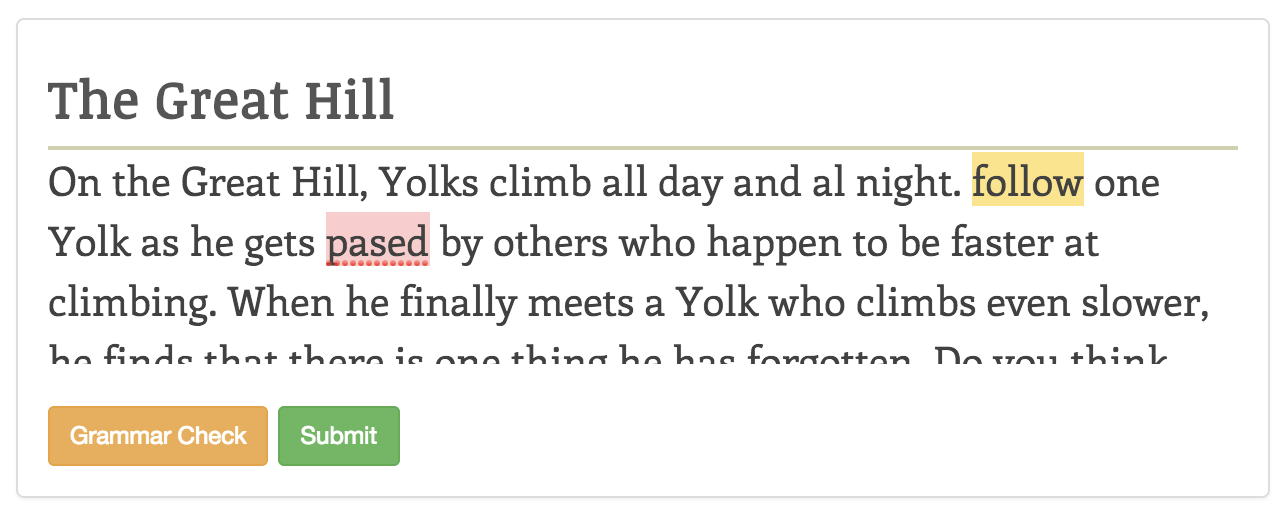 The Great Hill
On the Great Hill, Yolks climb all day and al night. follow one
Yolk as he gets pased by others who happen to be faster at
climbing. When he finally meets a Yolk who climbs even slower,
he finds that there is one thing he has forgotten. Do you think
Grammar Check Submit